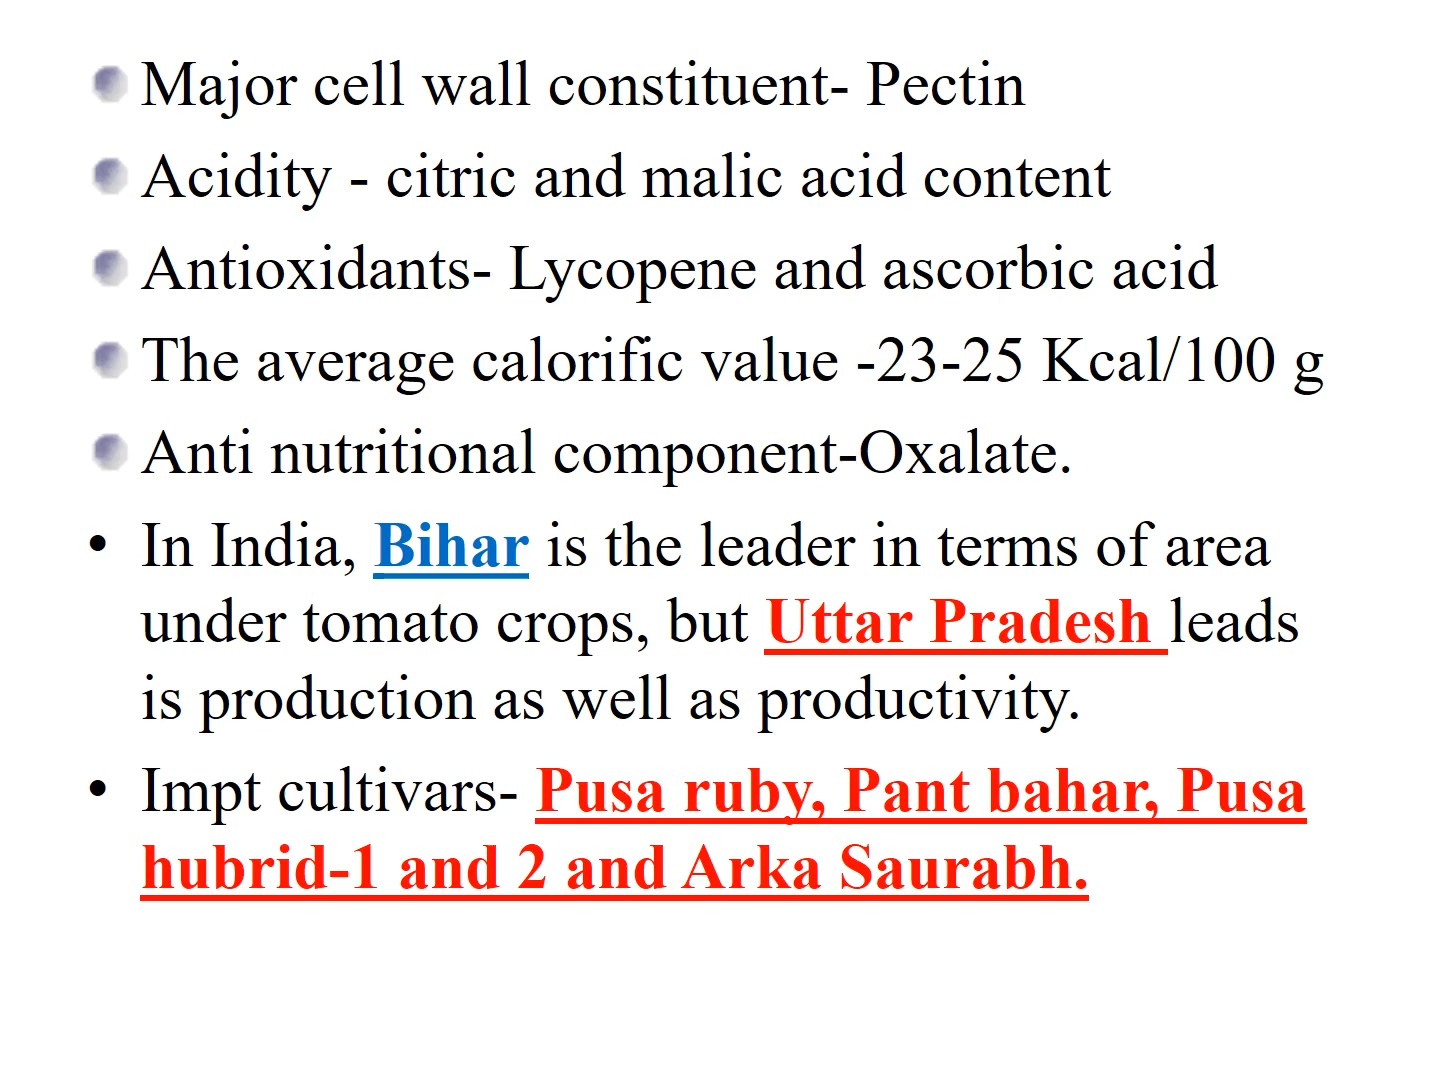 Major cell wall constituent- Pectin
Acidity - citric and malic acid content
Antioxidants- Lycopene and ascorbic acid
The average calorific value -23-25 Kcal/100 g
Anti nutritional component-Oxalate.
• In India, Bihar is the leader in terms of area
under tomato crops, but Uttar Pradesh leads
is production as well as productivity.
• Impt cultivars- Pusa ruby, Pant bahar, Pusa
hubrid-1 and 2 and Arka Saurabh.